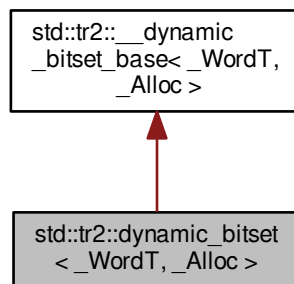 std::tr2::__dynamic
_bitset_base< _WordT,
_Alloc >
std::tr2::dynamic_bitset
< _WordT, _Alloc >